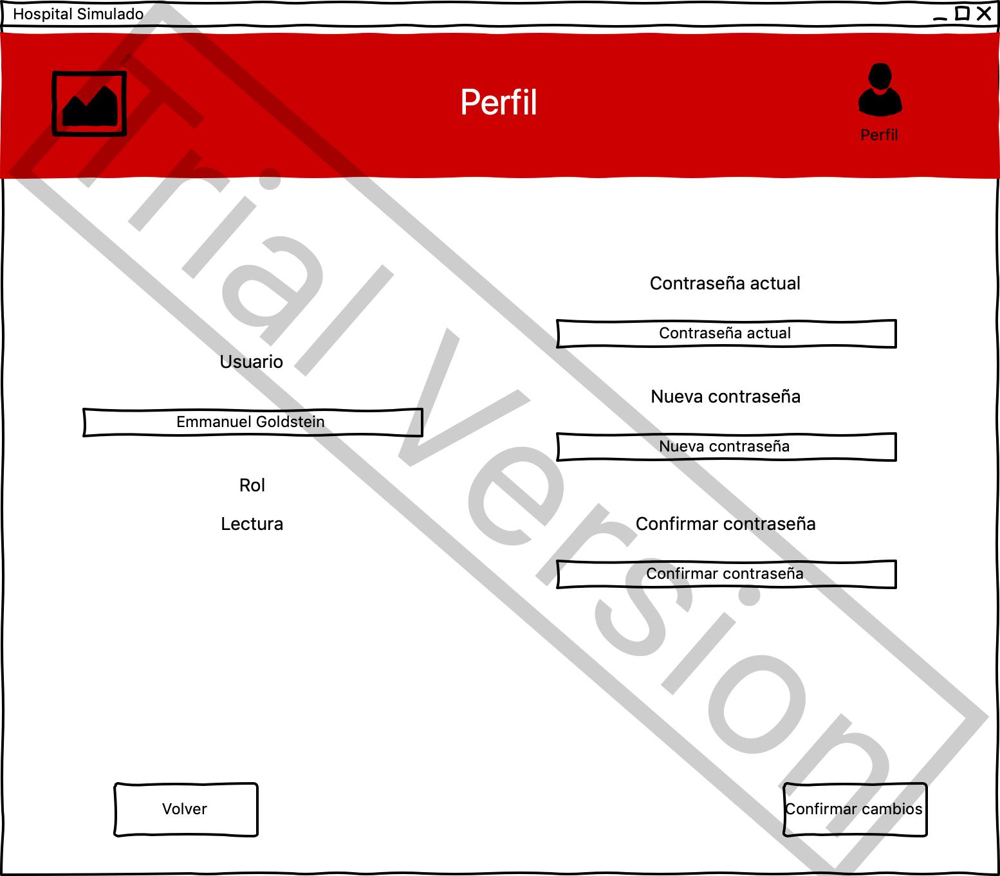 Hospital Simulado
Perfil
Perfil
Usuario
Emmanuel Goldstein
Rol
Lectura
Contraseña actual
Contraseña actual
Nueva contraseña
Nueva contraseña
Confirmar contraseña
Confirmar contraseña
Volver
Confirmar cambios
Trial Version